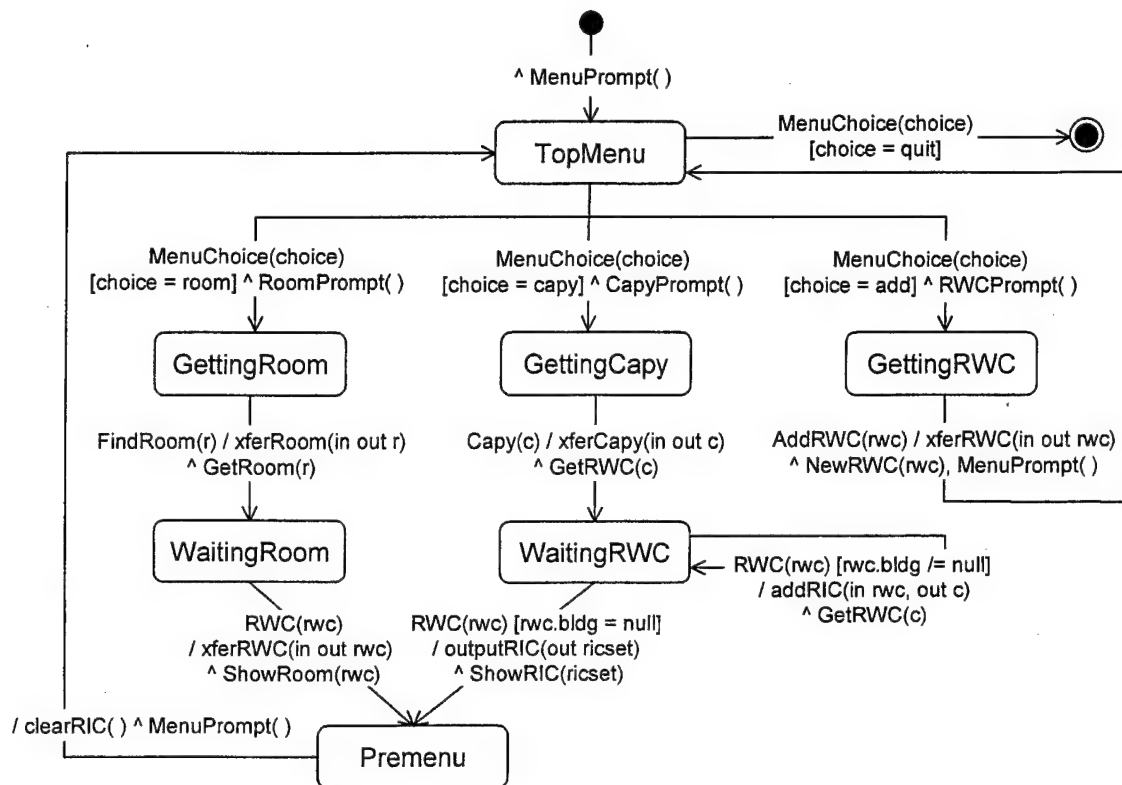 ^ MenuPrompt( )
MenuChoice(choice)
[choice = quit]
TopMenu
MenuChoice(choice)
[choice = room] ^ RoomPrompt( )
MenuChoice(choice)
[choice = capy] ^ CapyPrompt( )
MenuChoice(choice)
[choice = add] ^ RWCPrompt( )
GettingRoom
GettingCapy
GettingRWC
FindRoom(r) / xferRoom(in out r)
^ GetRoom(r)
Capy(c) / xferCapy(in out c)
^ GetRWC(c)
AddRWC(rwc) / xferRWC(in out rwc)
^ NewRWC(rwc), MenuPrompt( )
WaitingRoom
WaitingRWC
RWC(rwc) [rwc.bldg /= null]
/ addRIC(in rwc, out c)
^ GetRWC(c)
RWC(rwc)
/ xferRWC(in out rwc)
^ ShowRoom(rwc)
RWC(rwc) [rwc.bldg = null]
/ outputRIC(out ricset)
^ ShowRIC(ricset)
/ clearRIC( ) ^ MenuPrompt( )
Premenu